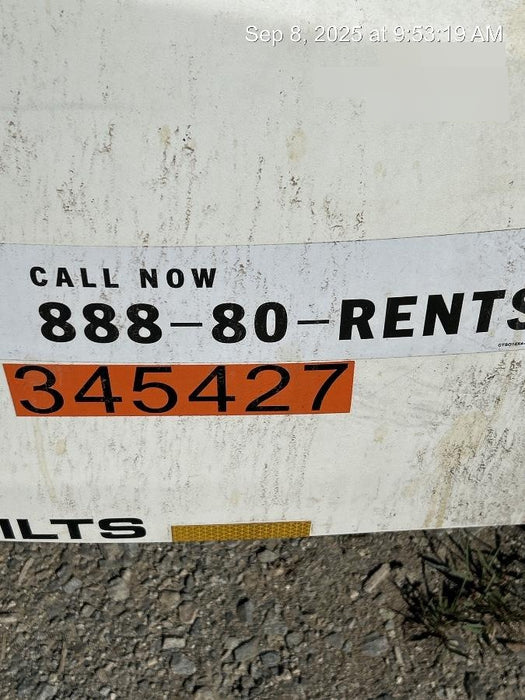 Sep 8, 2025 at 9:53:19 AM
CALL NOW
888-80-RENTS
345427
ILTS